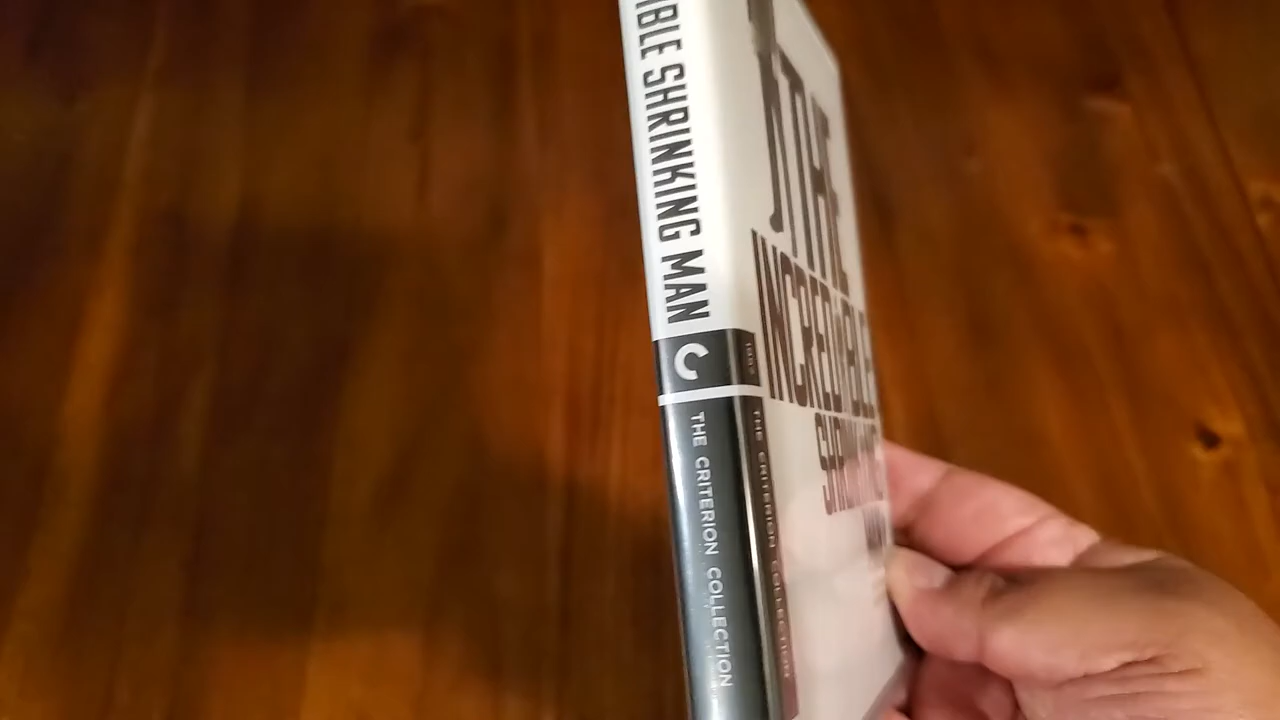 IBLE SHRINKING MAN
C
THE CRITERION COLLECTION
THE
INCREDIBLE
SHRINKING
THE CRITERION COLLECTION